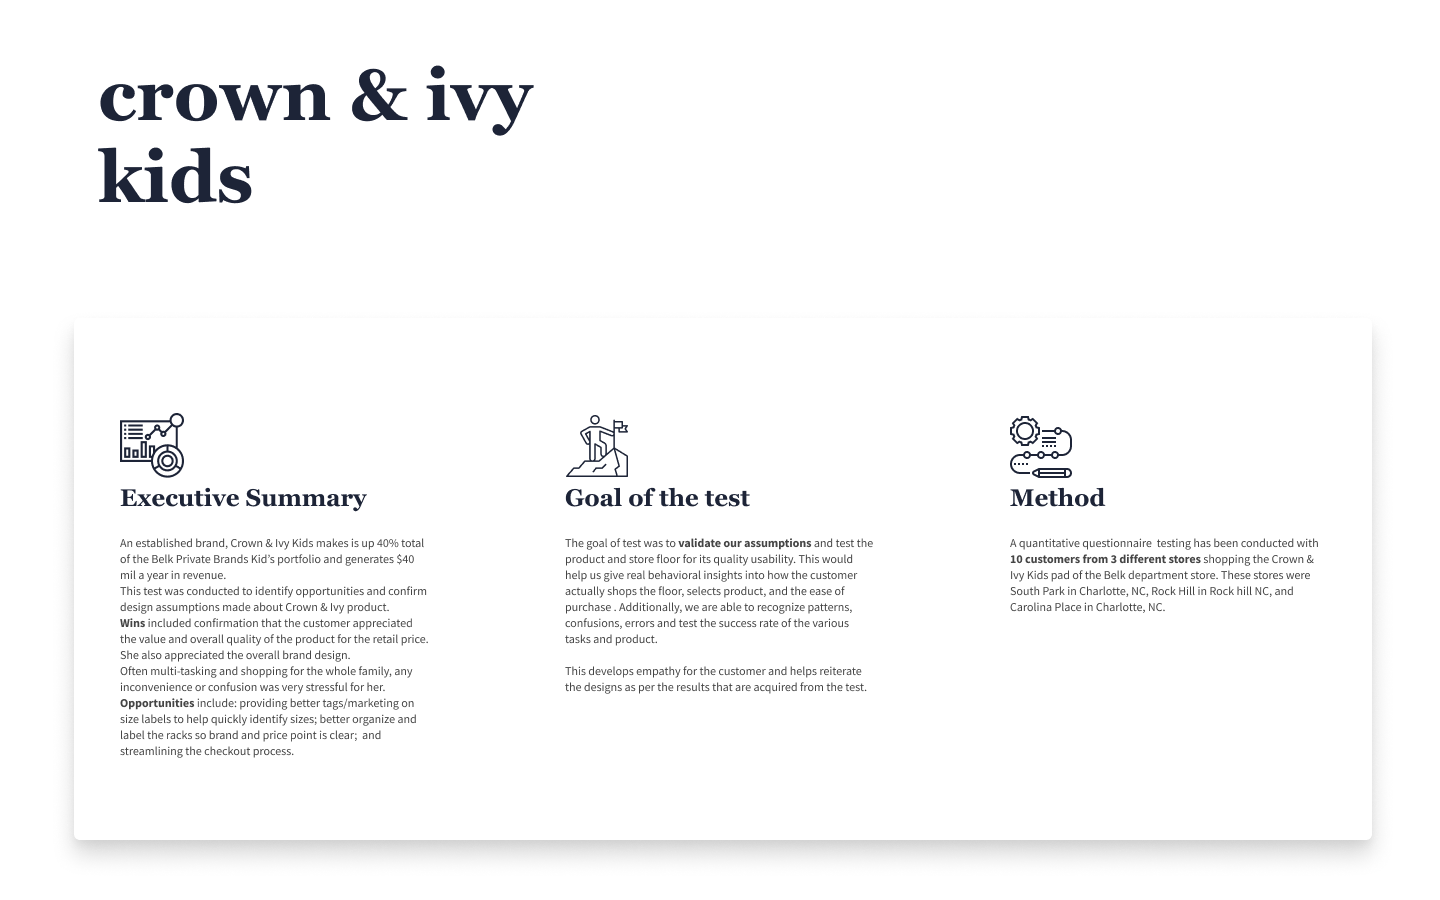 crown & ivy
kids
Executive Summary
An established brand, Crown & Ivy Kids makes is up 40% total
of the Belk Private Brands Kid’s portfolio and generates $40
mil a year in revenue.
This test was conducted to identify opportunities and confirm
design assumptions made about Crown & Ivy product.
Wins included confirmation that the customer appreciated
the value and overall quality of the product for the retail price.
She also appreciated the overall brand design.
Often multi-tasking and shopping for the whole family, any
inconvenience or confusion was very stressful for her.
Opportunities include: providing better tags/marketing on
size labels to help quickly identify sizes; better organize and
label the racks so brand and price point is clear;  and
streamlining the checkout process.
Goal of the test
The goal of test was to validate our assumptions and test the
product and store floor for its quality usability. This would
help us give real behavioral insights into how the customer
actually shops the floor, selects product, and the ease of
purchase . Additionally, we are able to recognize patterns,
confusions, errors and test the success rate of the various
tasks and product.
This develops empathy for the customer and helps reiterate
the designs as per the results that are acquired from the test.
Method
A quantitative questionnaire  testing has been conducted with
10 customers from 3 different stores shopping the Crown &
Ivy Kids pad of the Belk department store. These stores were
South Park in Charlotte, NC, Rock Hill in Rock hill NC, and
Carolina Place in Charlotte, NC.